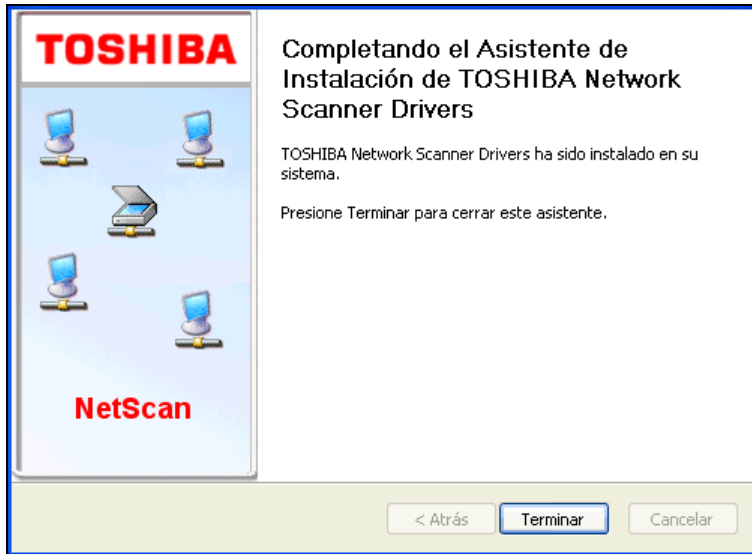 TOSHIBA
NetScan
Completando el Asistente de
Instalación de TOSHIBA Network
Scanner Drivers
TOSHIBA Network Scanner Drivers ha sido instalado en su
sistema.
Presione Terminar para cerrar este asistente.
< Atrás
Terminar
Cancelar